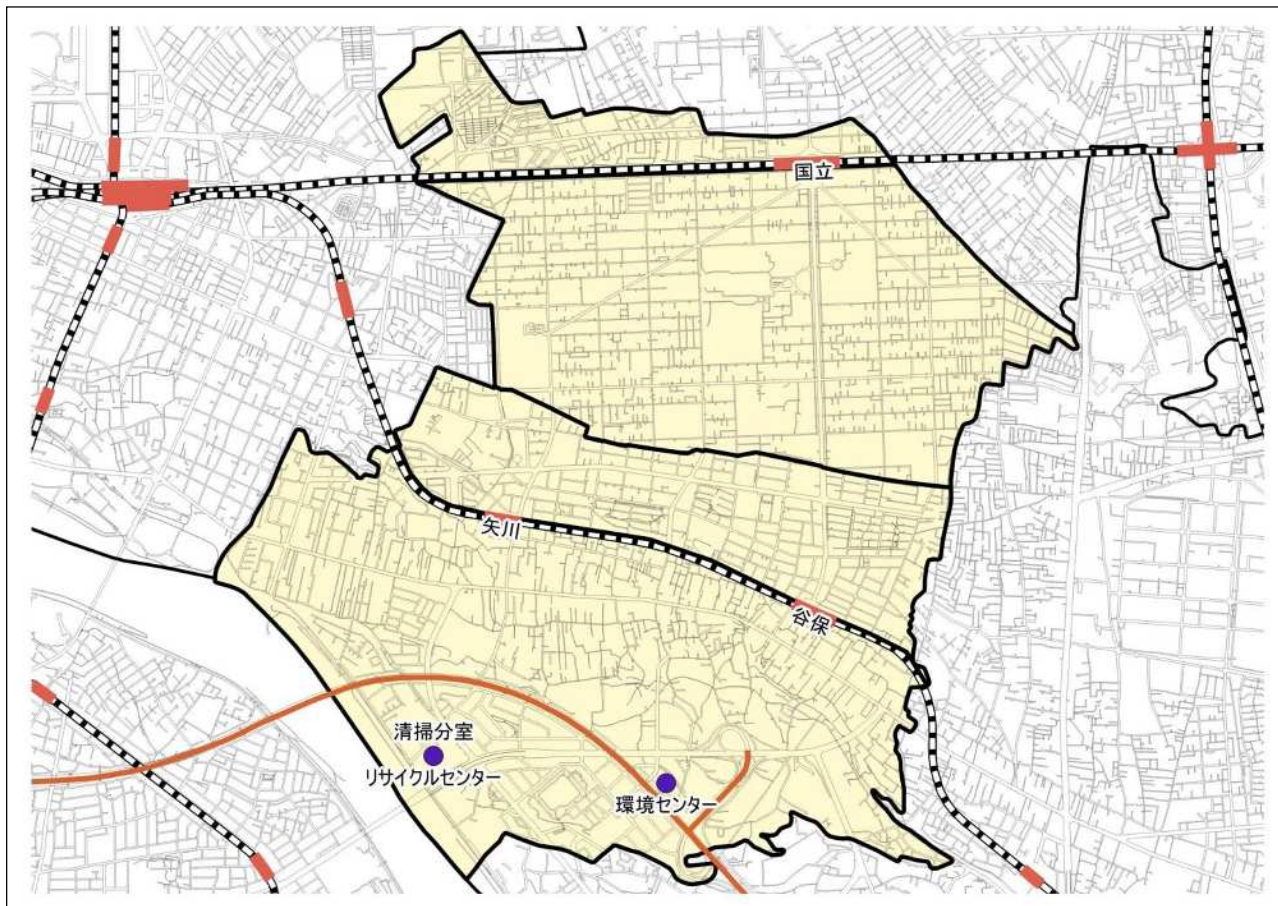 国立
矢川
谷保
清掃分室
リサイクルセンター
環境センター